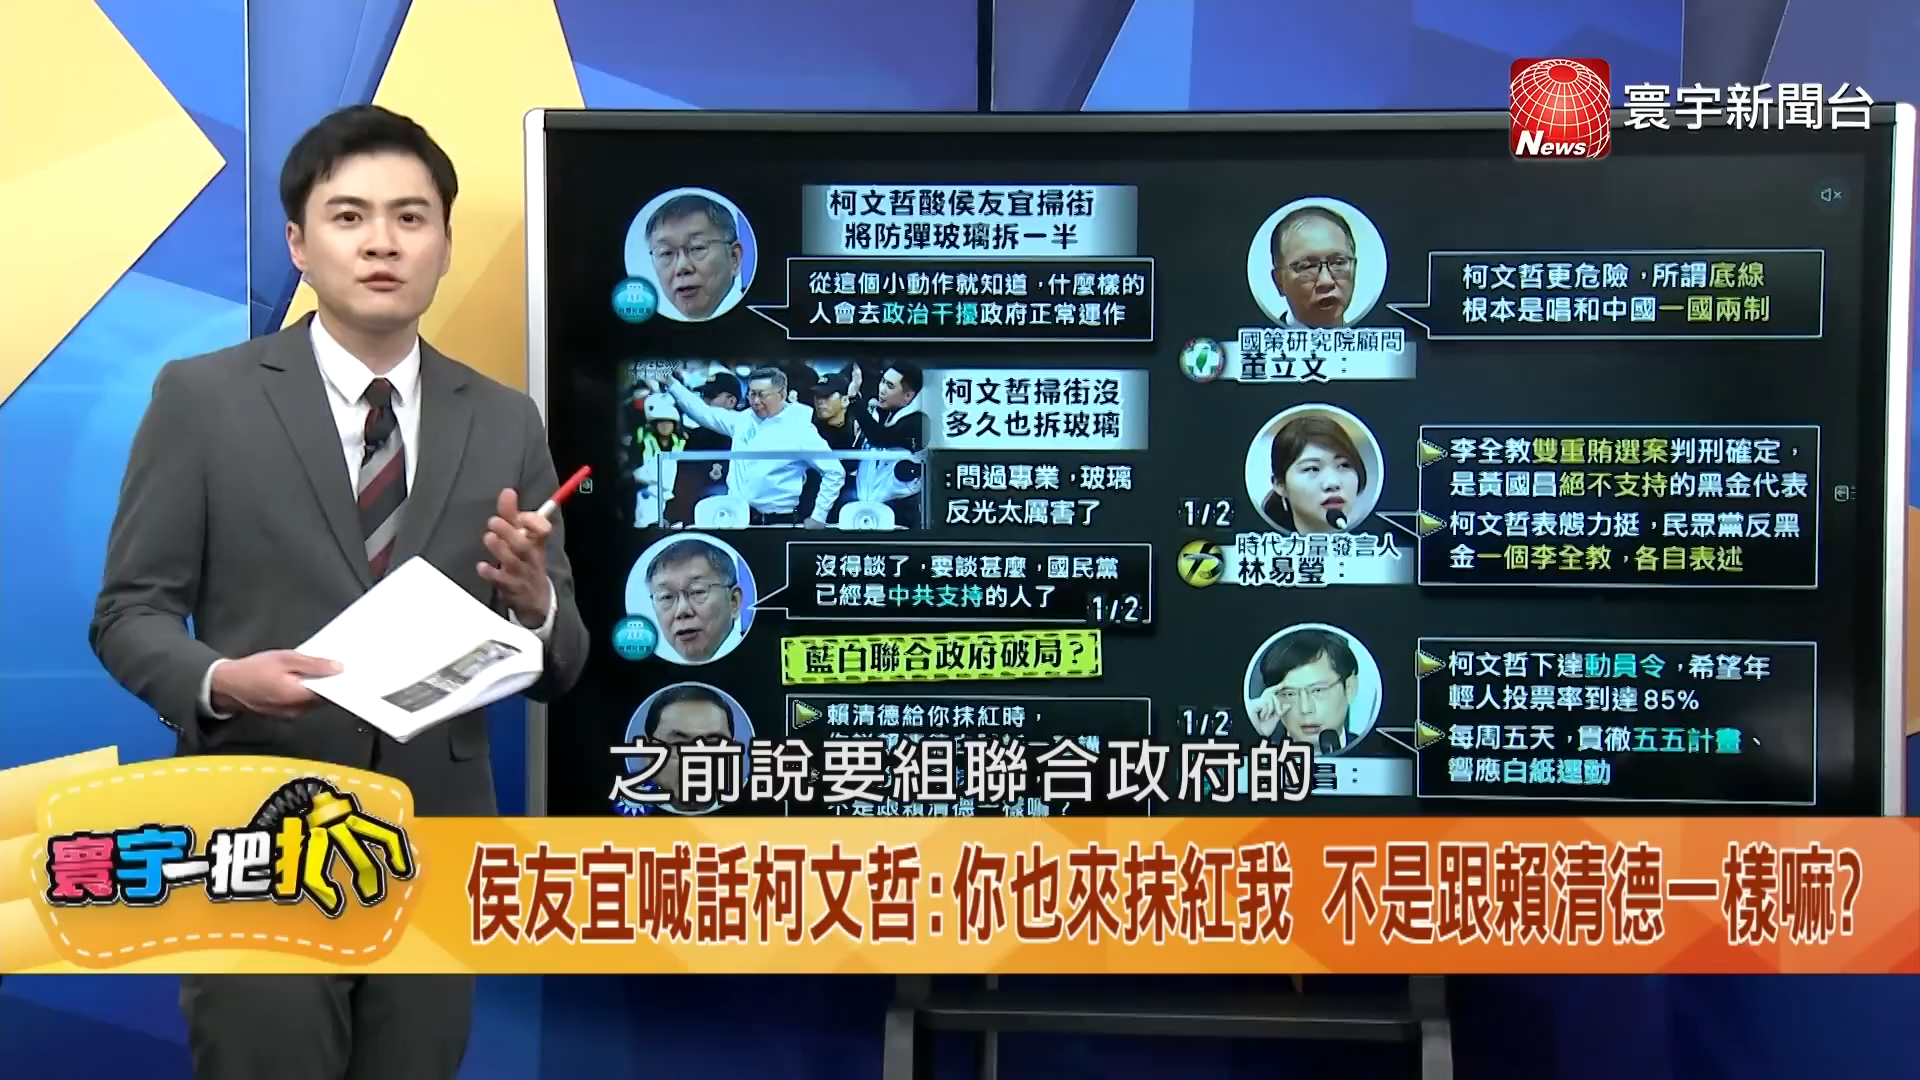 寰宇新聞台
News
柯文哲酸侯友宜掃街
將防彈玻璃拆一半
從這個小動作就知道，什麼樣的
人會去政治干擾政府正常運作
柯文哲掃街沒
多久也拆玻璃
：問過專業，玻璃
反光太厲害了
沒得談了，要談甚麼，國民黨
已經是中共支持的人了
1/2
藍白聯合政府破局？
賴清德給你抹紅時，
不是跟賴清德一樣嘛？
柯文哲更危險，所謂底線
根本是唱和中國一國兩制
國策研究院顧問
董立文：
李全教雙重賄選案判刑確定，
是黃國昌絕不支持的黑金代表
柯文哲表態力挺，民眾黨反黑
金一個李全教，各自表述
1/2
時代力量發言人
林易瑩：
柯文哲下達動員令，希望年
輕人投票率到達85%
每周五天，貫徹五五計畫、
響應白紙運動
1/2
昌：
之前說要組聯合政府的
寰宇一把抓
侯友宜喊話柯文哲：你也來抹紅我 不是跟賴清德一樣嘛？